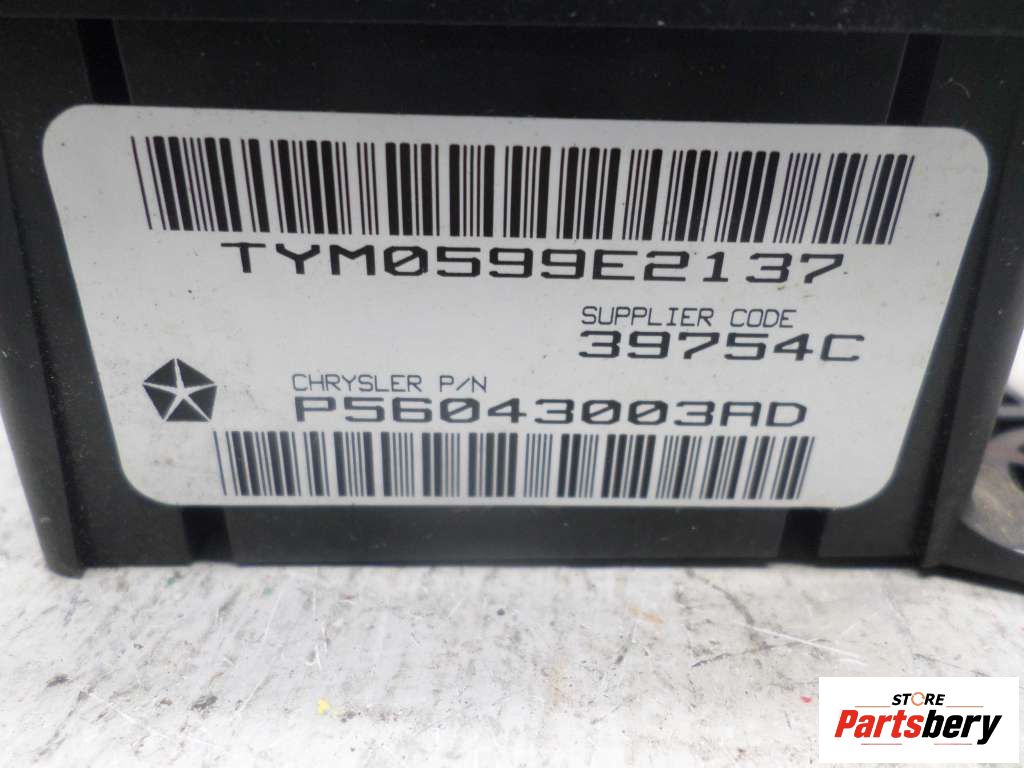 TYM0599E2137
SUPPLIER CODE
39754C
CHRYSLER P/N
P56043003AD
STORE
Partsbery